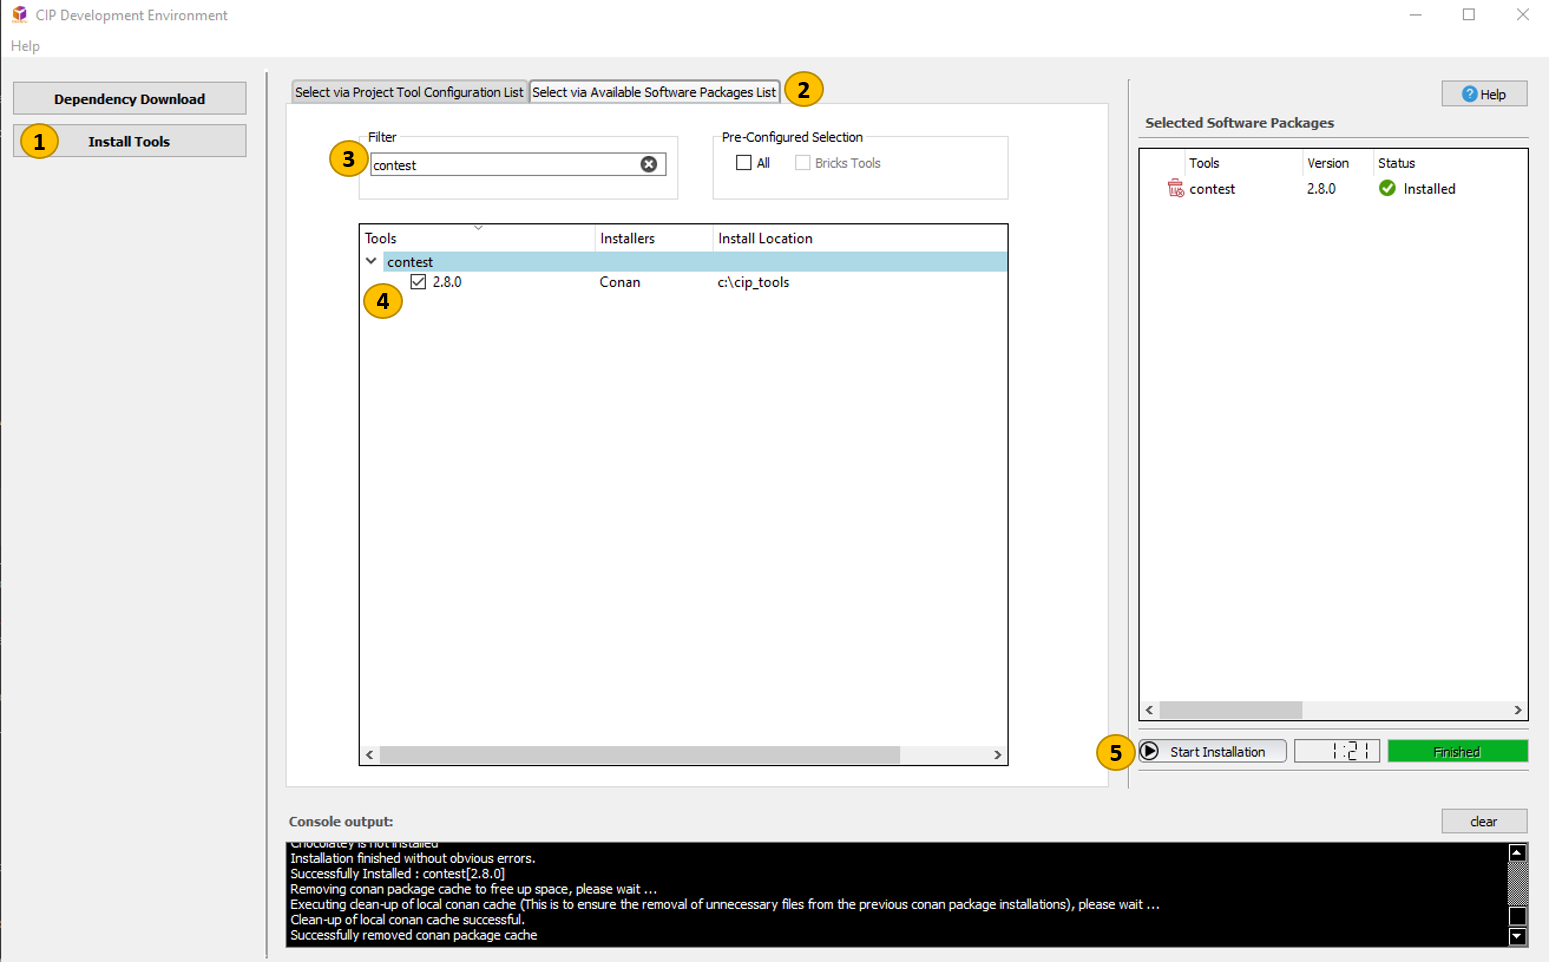 CIP Development Environment
Help
Dependency Download
1
Install Tools
Select via Project Tool Configuration List
Select via Available Software Packages List
2
Filter
3
contest
Pre-Configured Selection
All
Bricks Tools
Tools
Installers
Install Location
contest
2.8.0
Conan
c:\cip_tools
4
Help
Selected Software Packages
Tools
Version
Status
contest
2.8.0
Installed
5
Start Installation
1:21
Finished
Console output:
clear
Chocolatey is not installed
Installation finished without obvious errors.
Successfully Installed : contest[2.8.0]
Removing conan package cache to free up space, please wait ...
Executing clean-up of local conan cache (This is to ensure the removal of unnecessary files from the previous conan package installations), please wait ...
Clean-up of local conan cache successful.
Successfully removed conan package cache